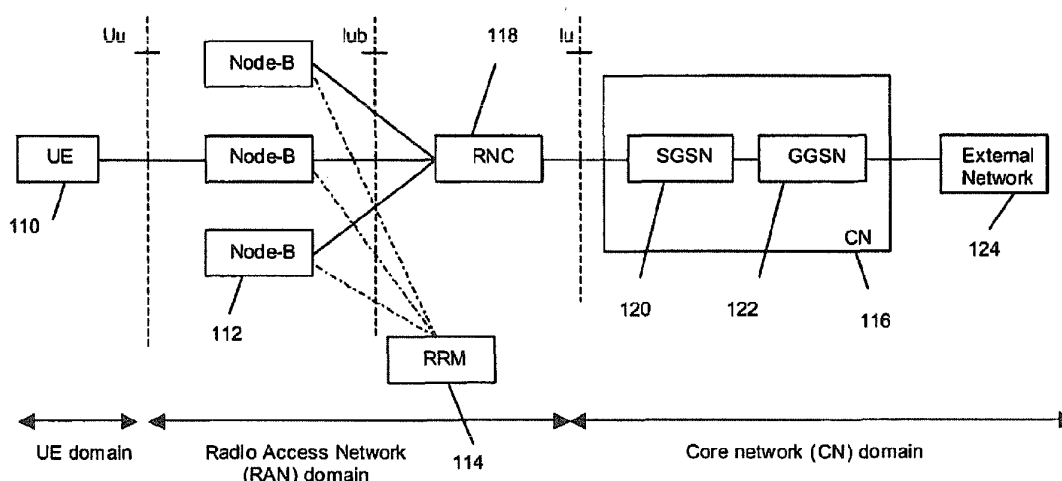 Uu
Iub
118
Iu
Node-B
UE
Node-B
RNC
SGSN
GGSN
External
Network
110
Node-B
CN
124
112
120
122
116
RRM
UE domain
Radio Access Network
(RAN) domain
114
Core network (CN) domain